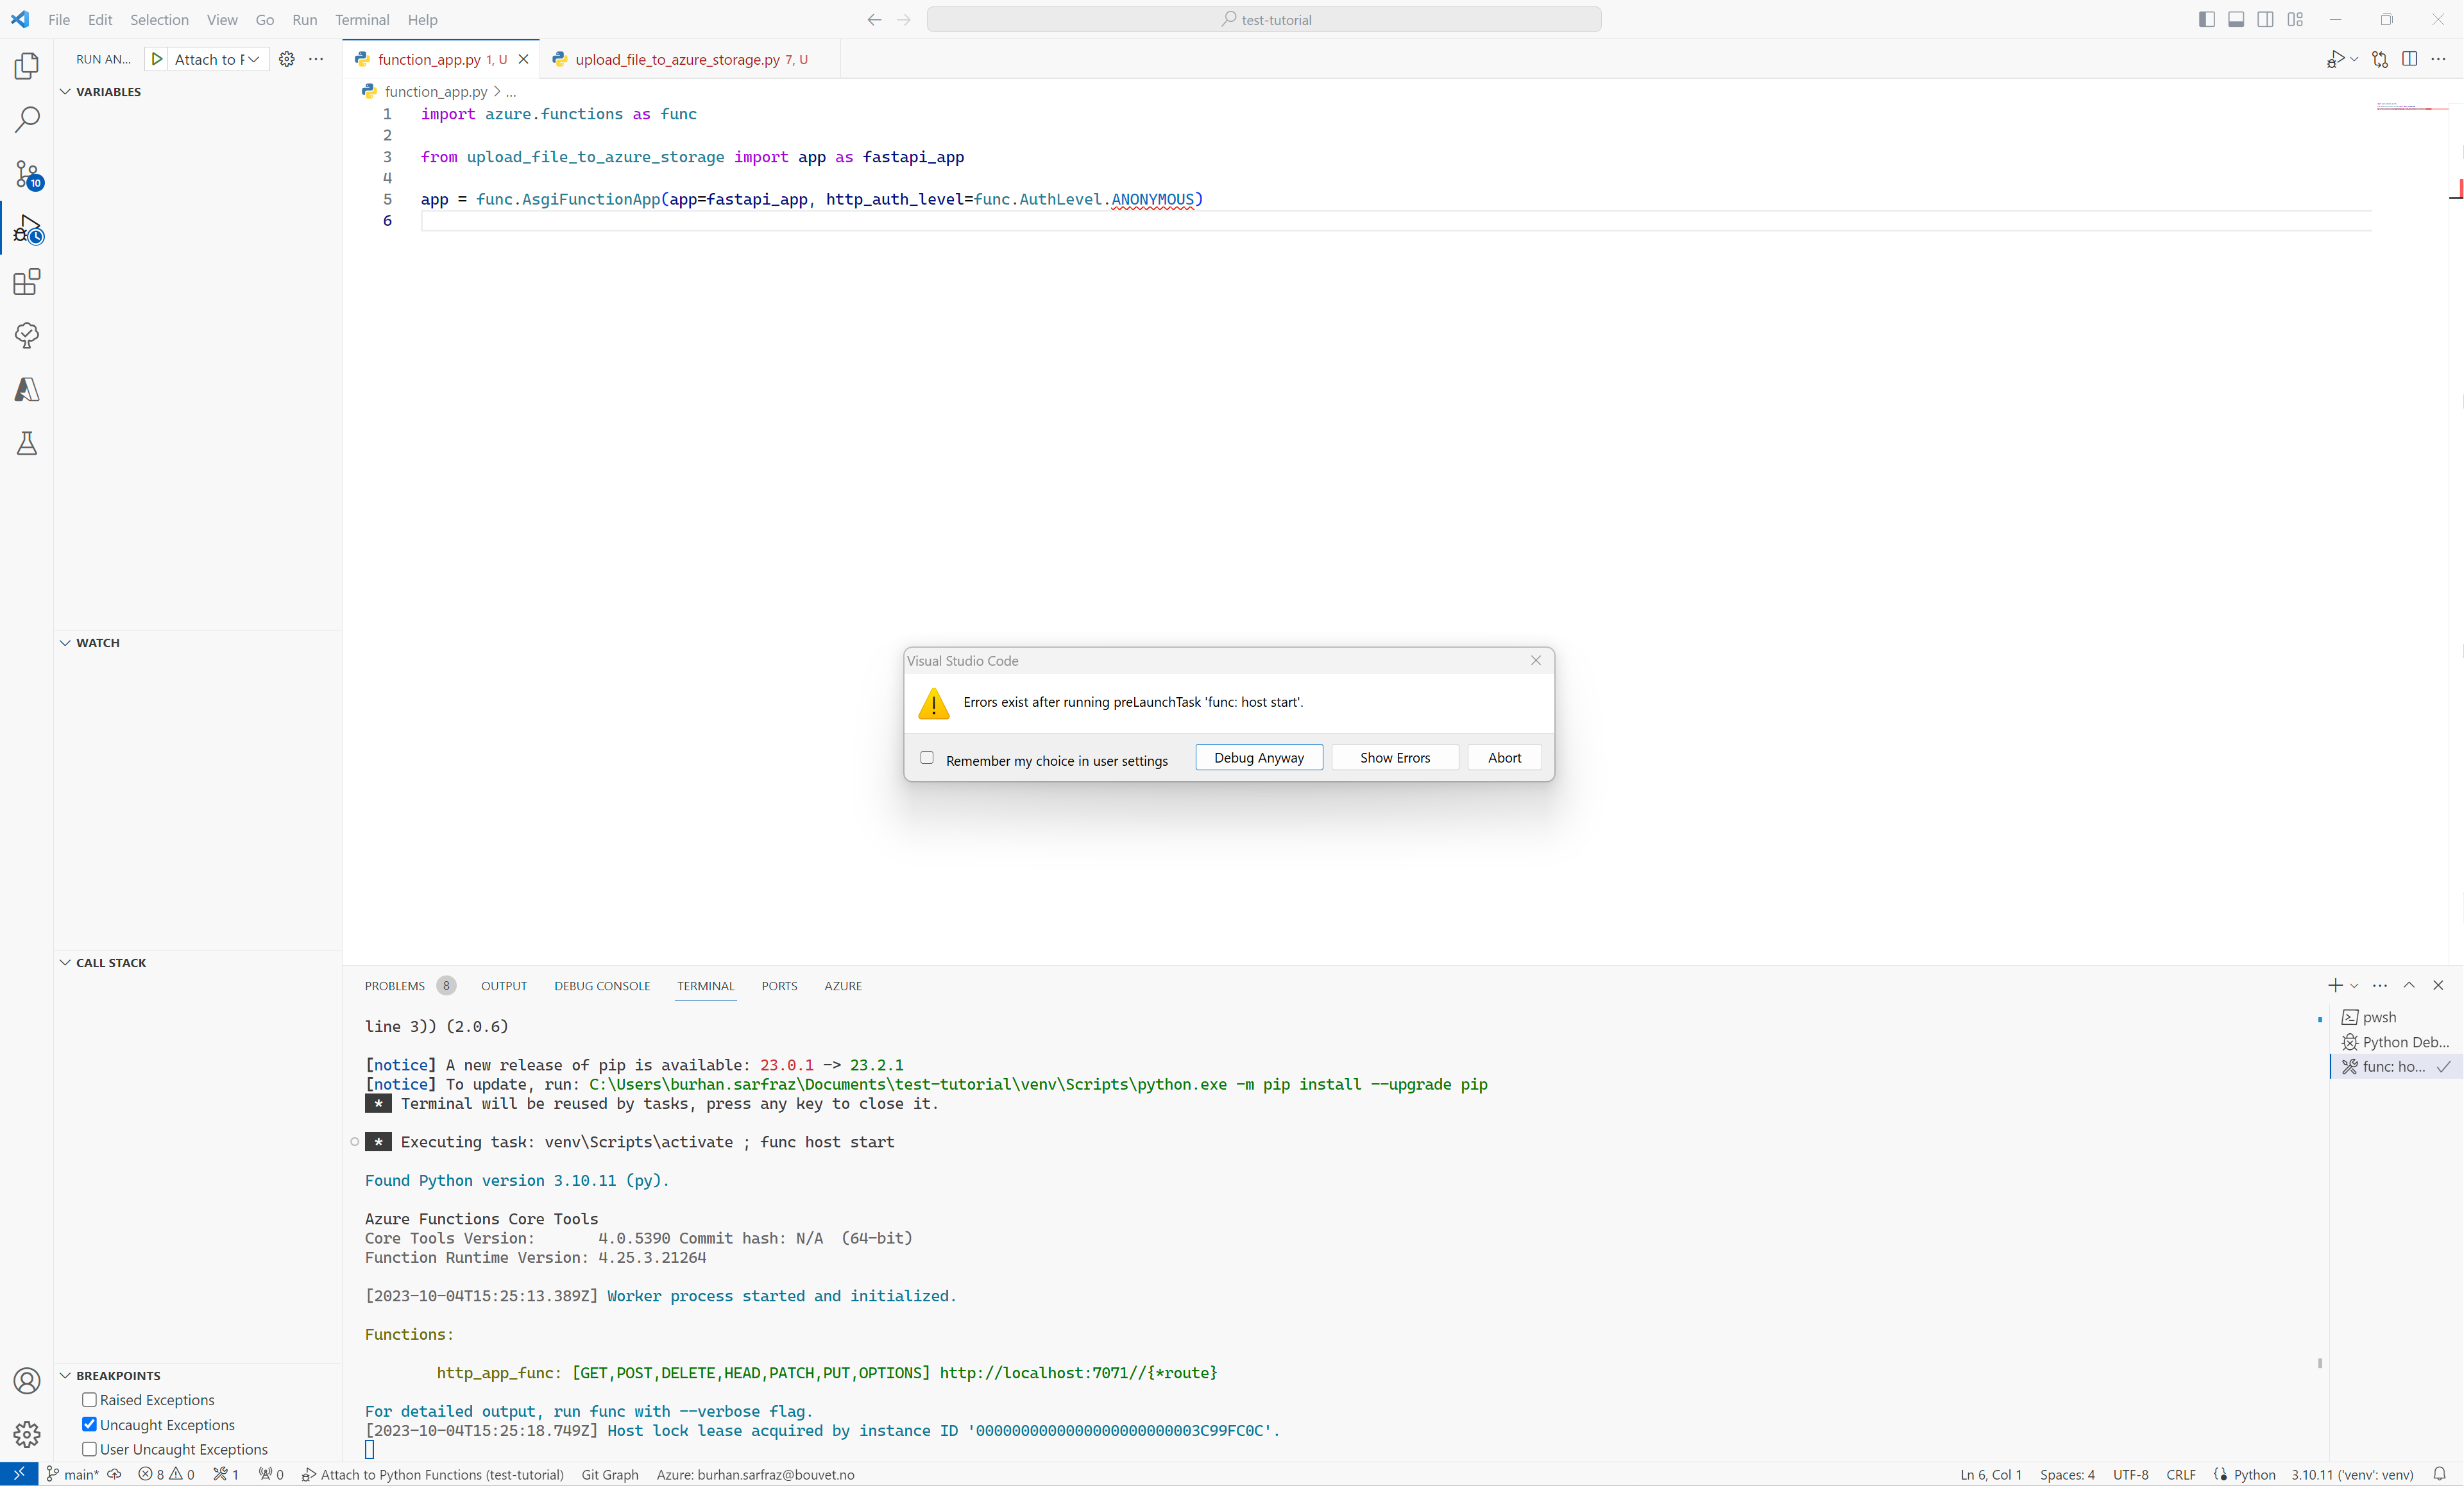 File Edit Selection View Go Run Terminal Help
test-tutorial
RUN AN... Attach to F
function_app.py 1, U
upload_file_to_azure_storage.py 7, U
VARIABLES
function_app.py > ...
1 import azure.functions as func
2
3 from upload_file_to_azure_storage import app as fastapi_app
4
5 app = func.AsgiFunctionApp(app=fastapi_app, http_auth_level=func.AuthLevel.ANONYMOUS)
6
10
WATCH
Visual Studio Code
Errors exist after running preLaunchTask 'func: host start'.
Remember my choice in user settings Debug Anyway Show Errors Abort
CALL STACK
PROBLEMS 8 OUTPUT DEBUG CONSOLE TERMINAL PORTS AZURE
line 3)) (2.0.6)
[notice] A new release of pip is available: 23.0.1 -> 23.2.1
[notice] To update, run: C:\Users\burhan.sarfraz\Documents\test-tutorial\venv\Scripts\python.exe -m pip install --upgrade pip
* Terminal will be reused by tasks, press any key to close it.
* Executing task: venv\Scripts\activate ; func host start
Found Python version 3.10.11 (py).
Azure Functions Core Tools
Core Tools Version: 4.0.5390 Commit hash: N/A (64-bit)
Function Runtime Version: 4.25.3.21264
[2023-10-04T15:25:13.389Z] Worker process started and initialized.
Functions:
http_app_func: [GET,POST,DELETE,HEAD,PATCH,PUT,OPTIONS] http://localhost:7071//{*route}
For detailed output, run func with --verbose flag.
[2023-10-04T15:25:18.749Z] Host lock lease acquired by instance ID '0000000000000000000000003C99FC0C'.
pwsh
Python Deb...
func: ho...
BREAKPOINTS
Raised Exceptions
Uncaught Exceptions
User Uncaught Exceptions
main* 8 0 1 0 Attach to Python Functions (test-tutorial) Git Graph Azure: burhan.sarfraz@bouvet.no
Ln 6, Col 1 Spaces: 4 UTF-8 CRLF Python 3.10.11 ('venv': venv)